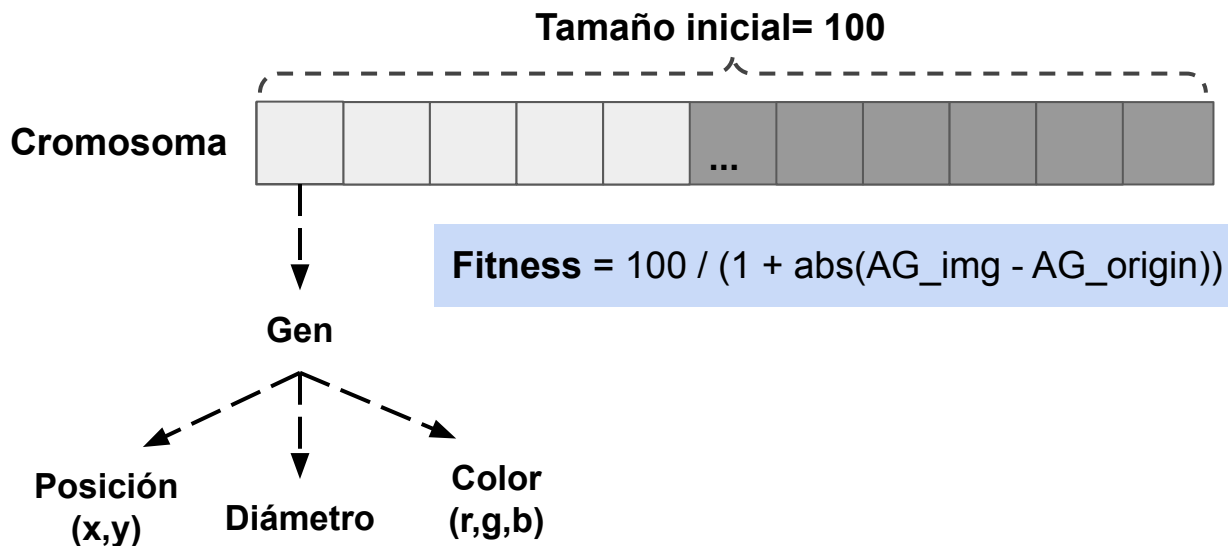 Tamaño inicial= 100
Cromosoma
...
Fitness = 100 / (1 + abs(AG_img - AG_origin))
Gen
Posición
(x,y)
Diámetro
Color
(r,g,b)